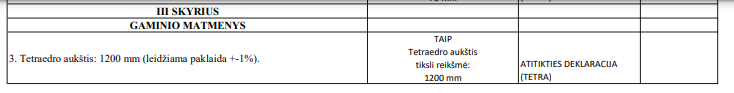 III SKYRIUS
GAMINIO MATMENYS
3. Tetraedro aukštis: 1200 mm (leidžiama paklaida +-1%).
TAIP
Tetraedro aukštis
tiksli reikšmė:
1200 mm
ATITIKTIES DEKLARACIJA
(TETRA)